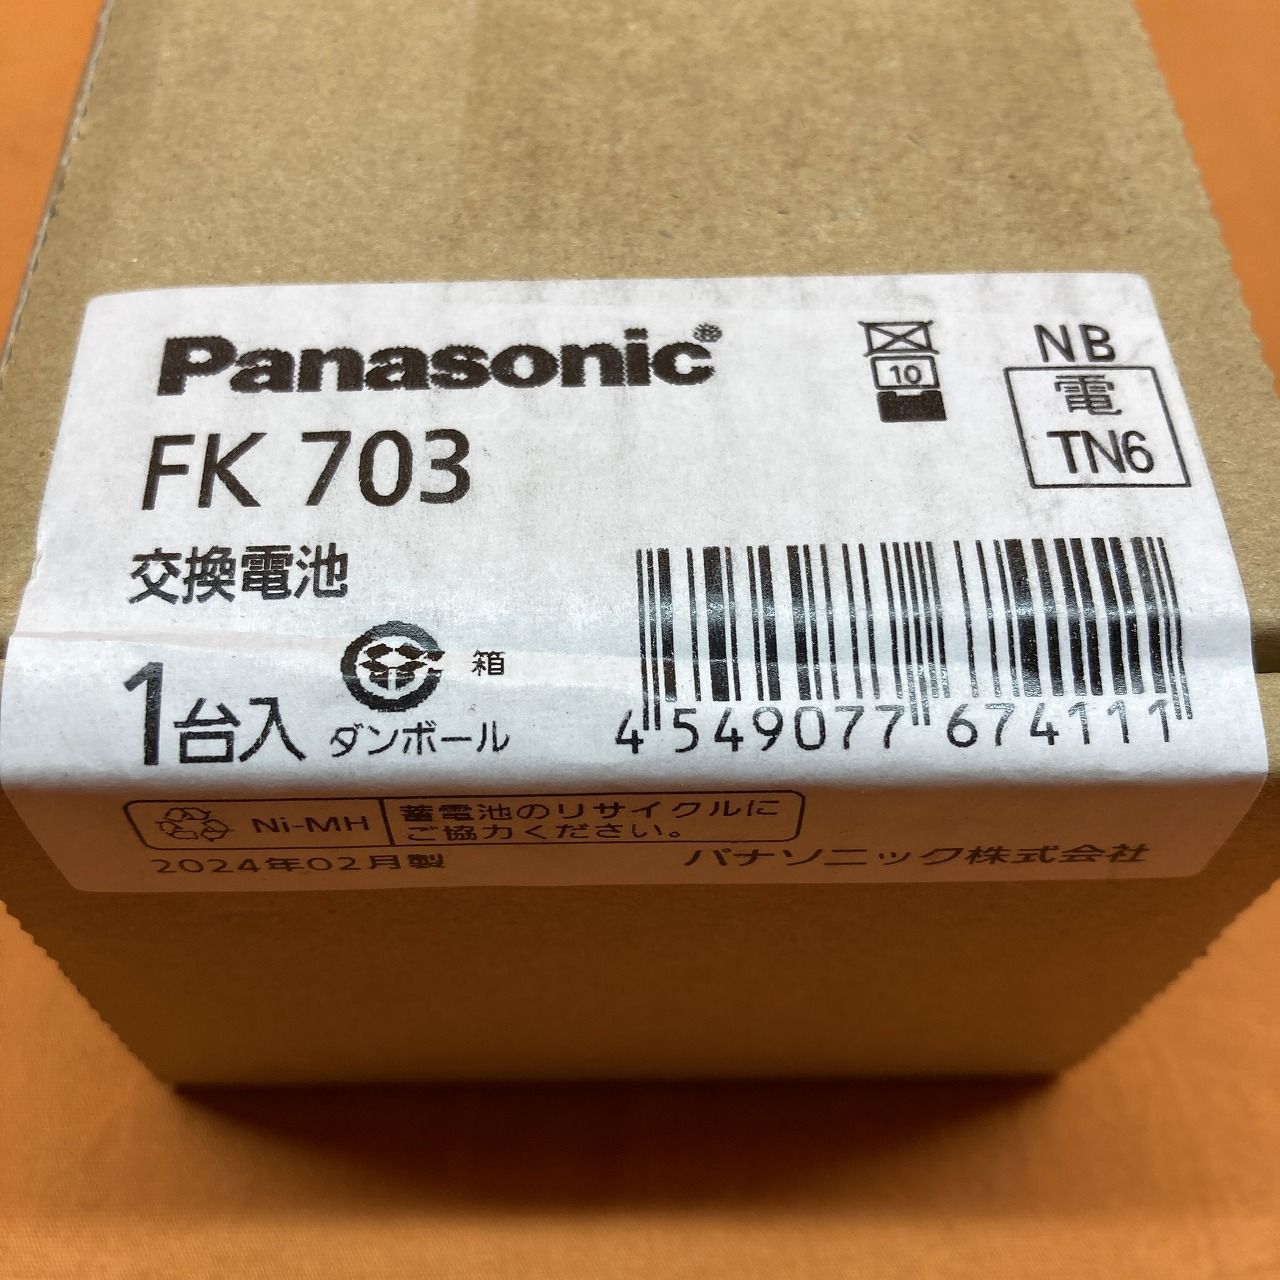 Panasonic
FK 703
交換電池
1台入
箱
ダンボール
10
NB
電
TN6
4 549077 674111
Ni-MH
蓄電池のリサイクルに
ご協力ください。
2024年02月製
パナソニック株式会社